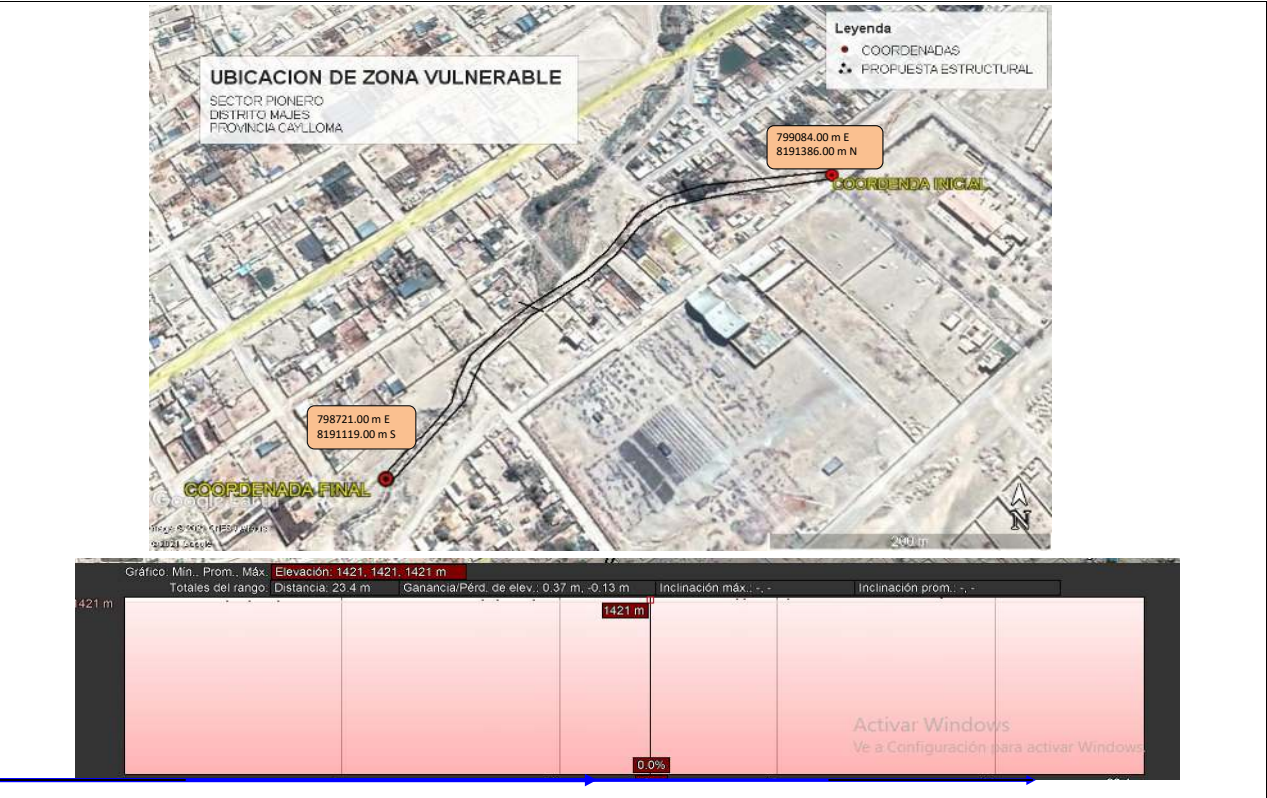 Leyenda
COORDENADAS
PROPUESTA ESTRUCTURAL
UBICACION DE ZONA VULNERABLE
SECTOR PIONERO
DISTRITO MAJES
PROVINCIA CAYLLOMA
799084.00 m E
8191386.00 m N
COORDENDA INICIAL
798721.00 m E
8191119.00 m S
COORDENADA FINAL
Google Earth
N
200 m
Gráfico. Mín., Prom., Máx. Elevación: 1421, 1421, 1421 m
Totales del rango. Distancia: 23.4 m Ganancia/Pérd. de elev.: 0.37 m, -0.13 m Inclinación máx.: -, - Inclinación prom.: -, -
1421 m
1421 m
Activar Windows
Ve a Configuración para activar Windows.
0.0%